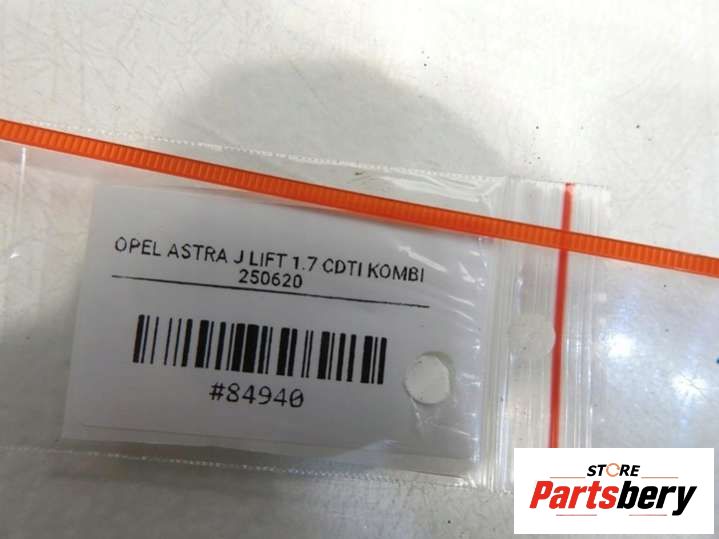 OPEL ASTRA J LIFT 1.7 CDTI KOMBI
250620
#84940
STORE
Partsbery